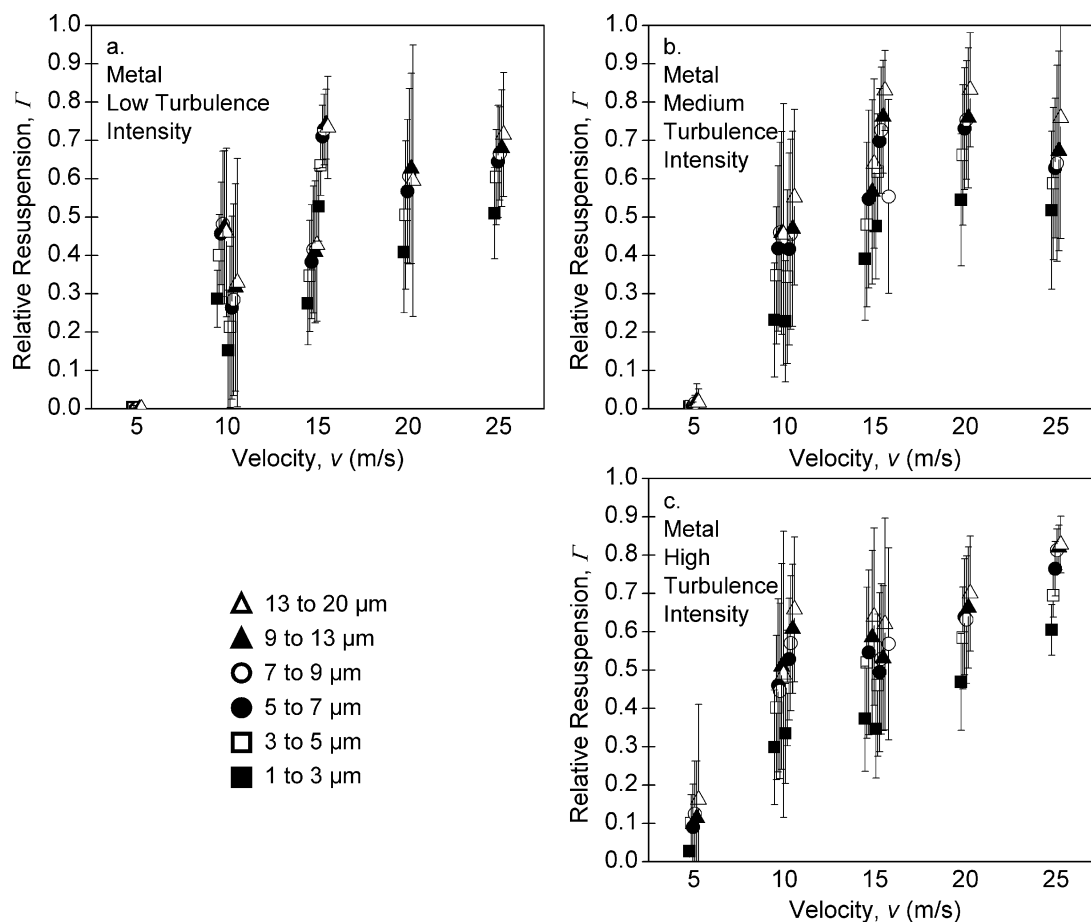 a.
Metal
Low Turbulence
Intensity
Relative Resuspension, Γ
1.0
0.9
0.8
0.7
0.6
0.5
0.4
0.3
0.2
0.1
0.0
5 10 15 20 25
Velocity, v (m/s)
b.
Metal
Medium
Turbulence
Intensity
Relative Resuspension, Γ
1.0
0.9
0.8
0.7
0.6
0.5
0.4
0.3
0.2
0.1
0.0
5 10 15 20 25
Velocity, v (m/s)
13 to 20 µm
9 to 13 µm
7 to 9 µm
5 to 7 µm
3 to 5 µm
1 to 3 µm
c.
Metal
High
Turbulence
Intensity
Relative Resuspension, Γ
1.0
0.9
0.8
0.7
0.6
0.5
0.4
0.3
0.2
0.1
0.0
5 10 15 20 25
Velocity, v (m/s)